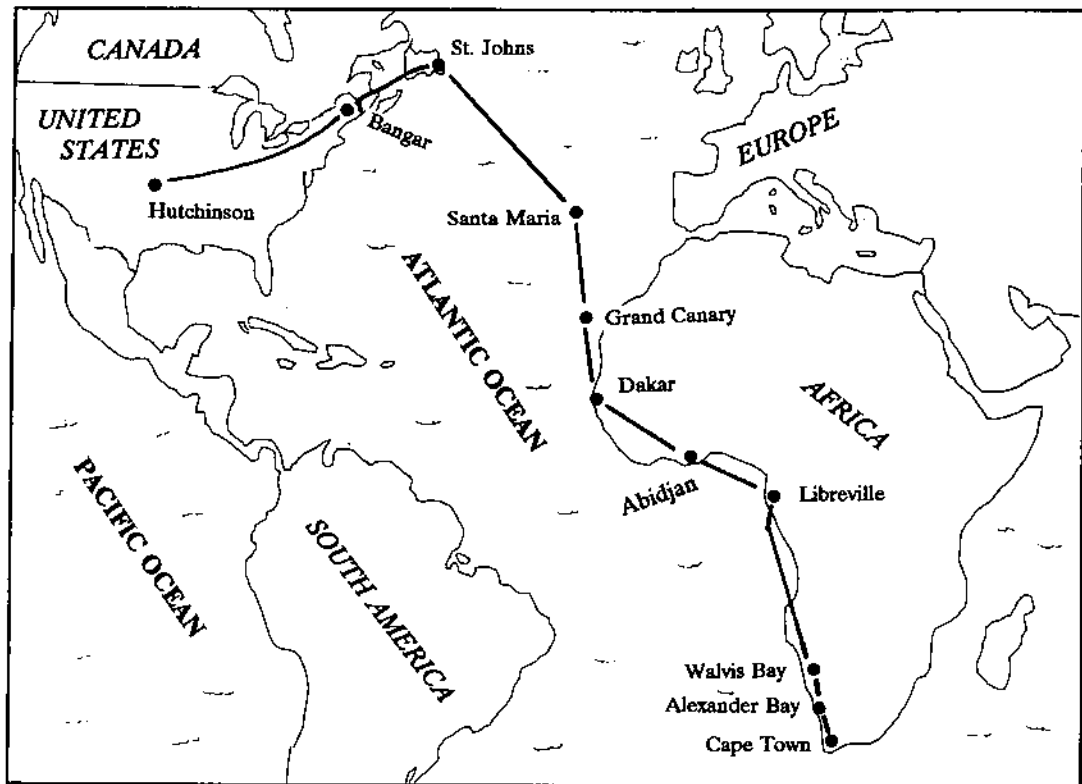 CANADA
St. Johns
UNITED
STATES
Bangar
EUROPE
Hutchinson
Santa Maria
ATLANTIC OCEAN
Grand Canary
Dakar
AFRICA
Abidjan
Libreville
PACIFIC OCEAN
SOUTH AMERICA
Walvis Bay
Alexander Bay
Cape Town